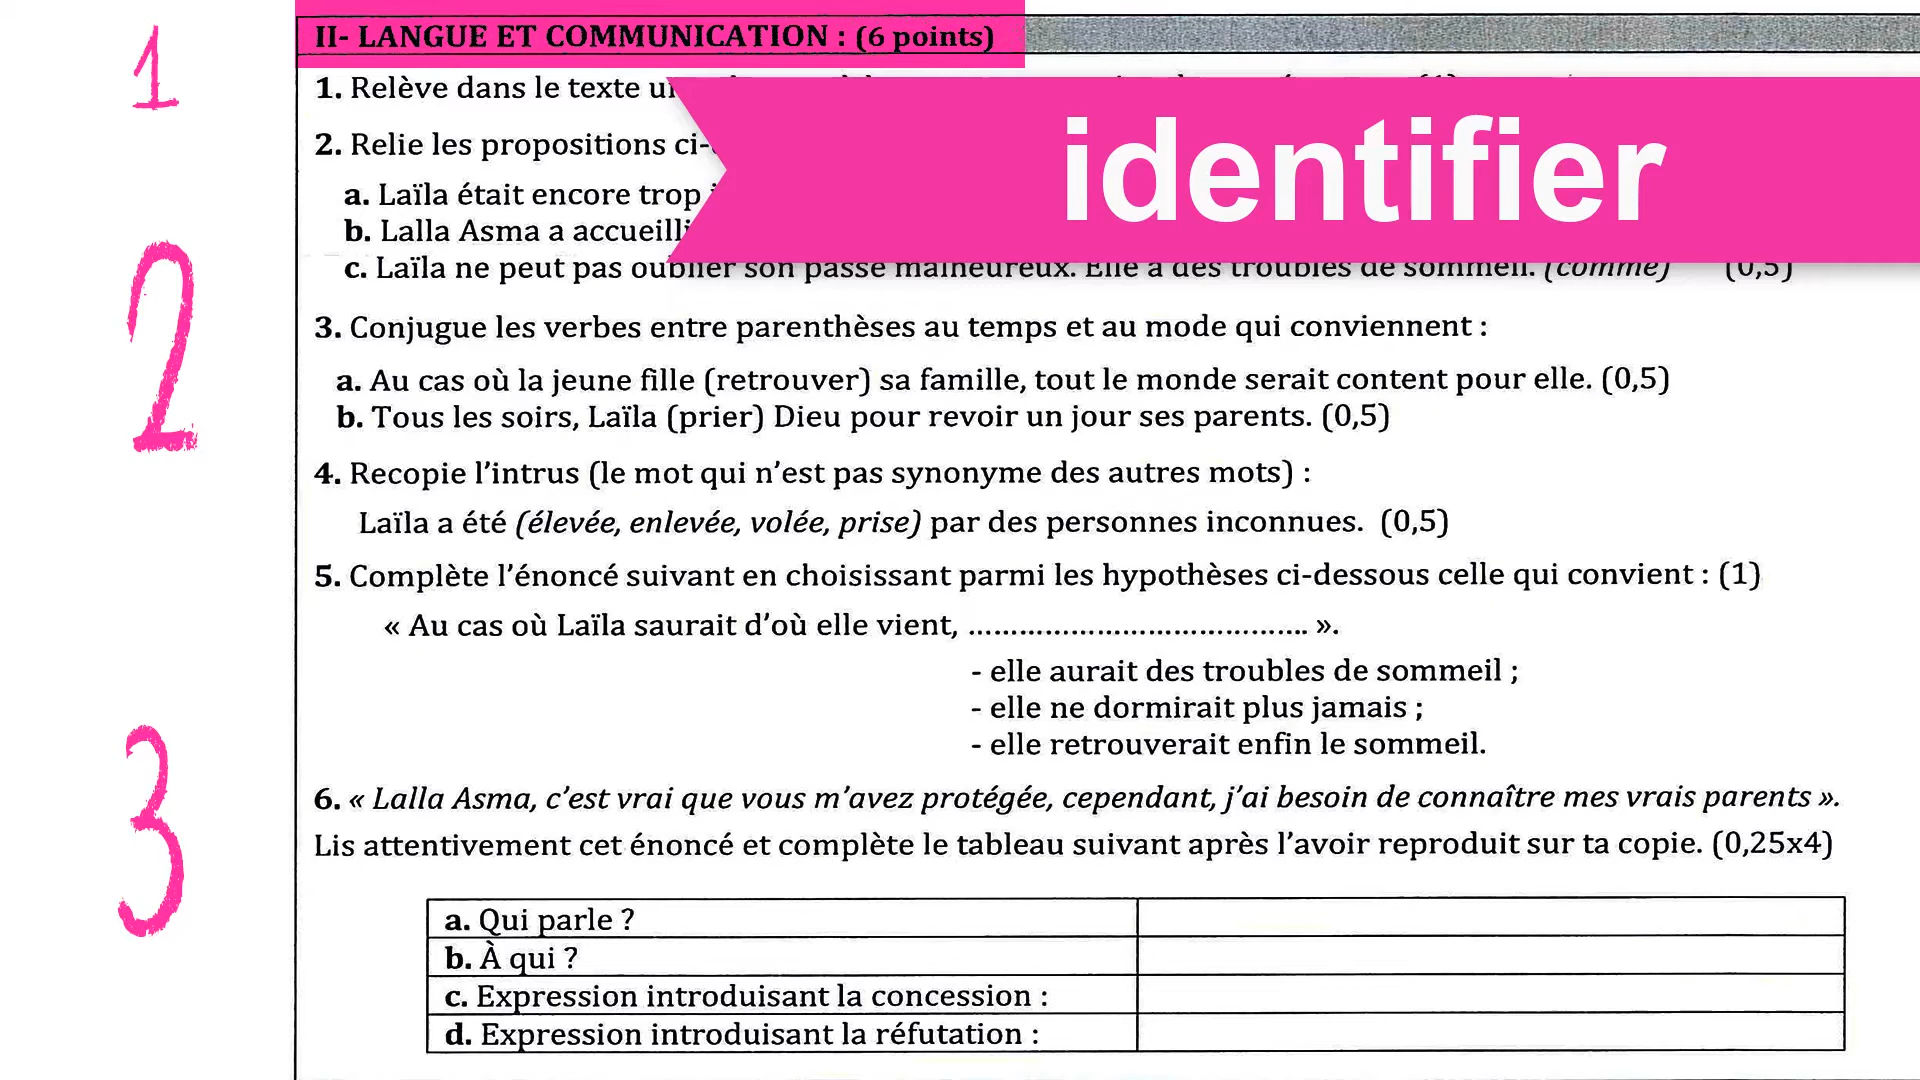 1
II- LANGUE ET COMMUNICATION : (6 points)
1. Relève dans le texte
identifier
2. Relie les propositions
a. Laïla était encore trop
b. Lalla Asma a accueilli
c. Laïla ne peut pas oublier son passé malheureux. Elle a des troubles de sommeil. (comme) (0,5)
2
3. Conjugue les verbes entre parenthèses au temps et au mode qui conviennent :
a. Au cas où la jeune fille (retrouver) sa famille, tout le monde serait content pour elle. (0,5)
b. Tous les soirs, Laïla (prier) Dieu pour revoir un jour ses parents. (0,5)
4. Recopie l’intrus (le mot qui n’est pas synonyme des autres mots) :
Laïla a été (élevée, enlevée, volée, prise) par des personnes inconnues. (0,5)
5. Complète l’énoncé suivant en choisissant parmi les hypothèses ci-dessous celle qui convient : (1)
« Au cas où Laïla saurait d’où elle vient, ........................................ ».
- elle aurait des troubles de sommeil ;
- elle ne dormirait plus jamais ;
- elle retrouverait enfin le sommeil.
3
6. « Lalla Asma, c’est vrai que vous m’avez protégée, cependant, j’ai besoin de connaître mes vrais parents ».
Lis attentivement cet énoncé et complète le tableau suivant après l’avoir reproduit sur ta copie. (0,25x4)
a. Qui parle ?
b. À qui ?
c. Expression introduisant la concession :
d. Expression introduisant la réfutation :